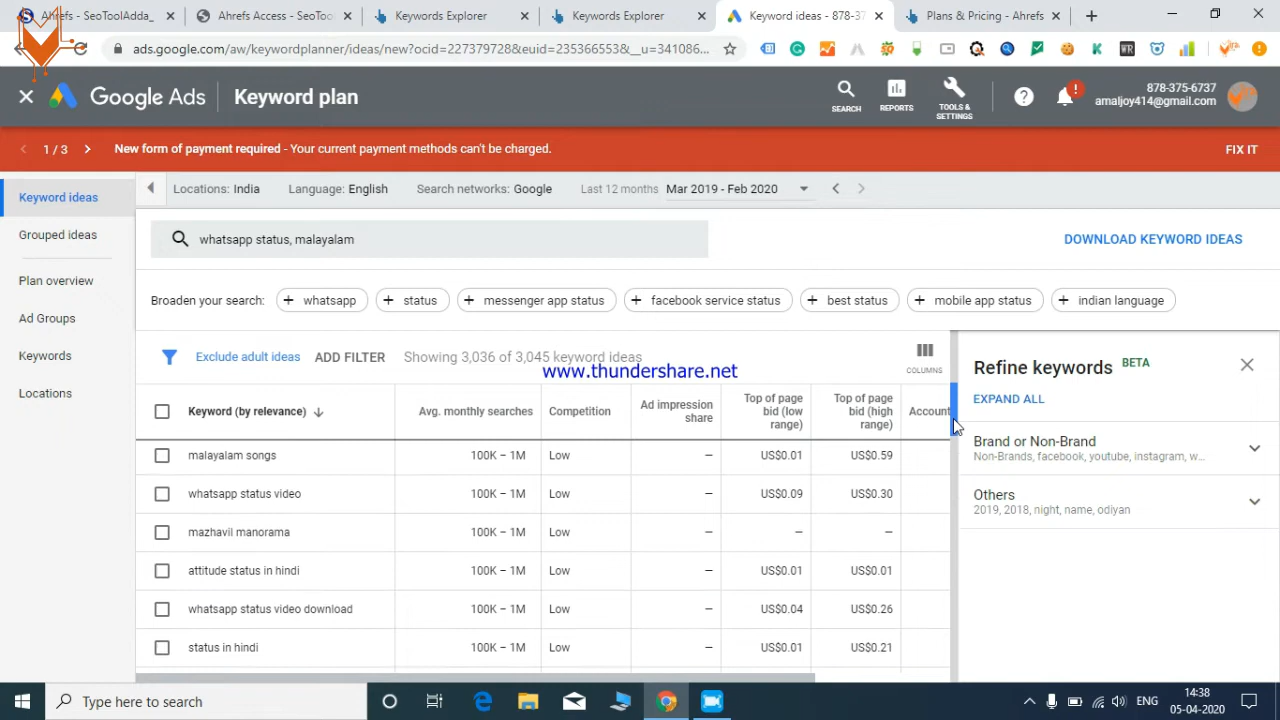 Ahrefs - SeoToolAdda_
Ahrefs Access - SeoToo
Keywords Explorer
Keywords Explorer
Keyword ideas - 878-37
Plans & Pricing - Ahrefs
ads.google.com/aw/keywordplanner/ideas/new?ocid=227379728&euid=235366553&__u=341086...
Google Ads
Keyword plan
SEARCH
REPORTS
TOOLS &
SETTINGS
878-375-6737
amaljoy414@gmail.com
1 / 3
New form of payment required - Your current payment methods can't be charged.
FIX IT
Keyword ideas
Grouped ideas
Plan overview
Ad Groups
Keywords
Locations
Locations: India
Language: English
Search networks: Google
Last 12 months
Mar 2019 - Feb 2020
whatsapp status, malayalam
DOWNLOAD KEYWORD IDEAS
Broaden your search:
+ whatsapp
+ status
+ messenger app status
+ facebook service status
+ best status
+ mobile app status
+ indian language
Exclude adult ideas
ADD FILTER
Showing 3,036 of 3,045 keyword ideas
COLUMNS
www.thundershare.net
Keyword (by relevance)
Avg. monthly searches
Competition
Ad impression
share
Top of page
bid (low
range)
Top of page
bid (high
range)
Account
malayalam songs 100K – 1M Low – US$0.01 US$0.59
whatsapp status video 100K – 1M Low – US$0.09 US$0.30
mazhavil manorama 100K – 1M Low – – –
attitude status in hindi 100K – 1M Low – US$0.01 US$0.01
whatsapp status video download 100K – 1M Low – US$0.04 US$0.26
status in hindi 100K – 1M Low – US$0.01 US$0.21
Refine keywords BETA
EXPAND ALL
Brand or Non-Brand
Non-Brands, facebook, youtube, instagram, w...
Others
2019, 2018, night, name, odiyan
Type here to search
ENG
14:38
05-04-2020